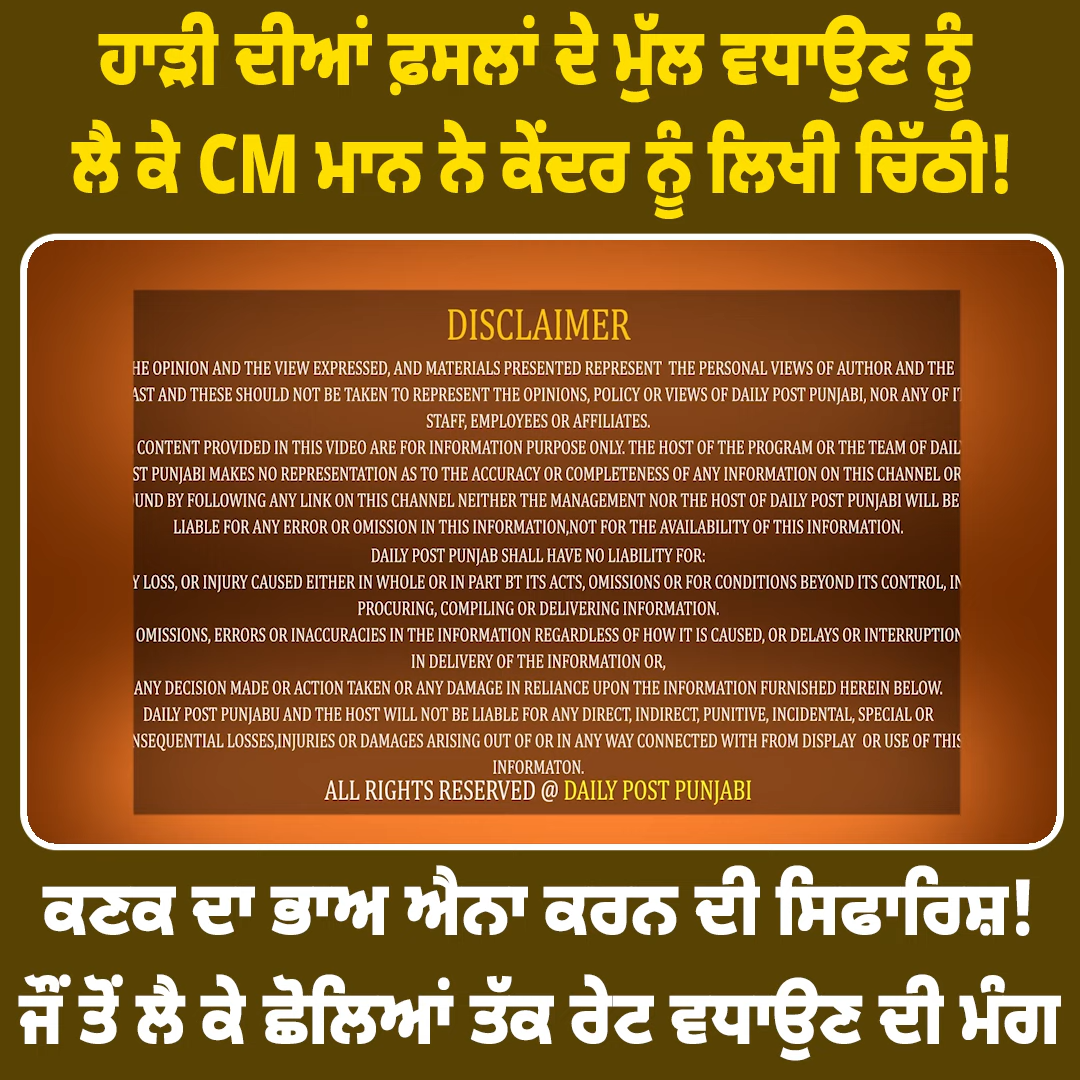 ਹਾੜੀ ਦੀਆਂ ਫ਼ਸਲਾਂ ਦੇ ਮੁੱਲ ਵਧਾਉਣ ਨੂੰ
ਲੈ ਕੇ CM ਮਾਨ ਨੇ ਕੇਂਦਰ ਨੂੰ ਲਿਖੀ ਚਿੱਠੀ!
DISCLAIMER
HE OPINION AND THE VIEW EXPRESSED, AND MATERIALS PRESENTED REPRESENT THE PERSONAL VIEWS OF AUTHOR AND THE
AST AND THESE SHOULD NOT BE TAKEN TO REPRESENT THE OPINIONS, POLICY OR VIEWS OF DAILY POST PUNJABI, NOR ANY OF IT
STAFF, EMPLOYEES OR AFFILIATES.
CONTENT PROVIDED IN THIS VIDEO ARE FOR INFORMATION PURPOSE ONLY. THE HOST OF THE PROGRAM OR THE TEAM OF DAIL
ST PUNJABI MAKES NO REPRESENTATION AS TO THE ACCURACY OR COMPLETENESS OF ANY INFORMATION ON THIS CHANNEL OR
UND BY FOLLOWING ANY LINK ON THIS CHANNEL NEITHER THE MANAGEMENT NOR THE HOST OF DAILY POST PUNJABI WILL BE
LIABLE FOR ANY ERROR OR OMISSION IN THIS INFORMATION,NOT FOR THE AVAILABILITY OF THIS INFORMATION.
DAILY POST PUNJAB SHALL HAVE NO LIABILITY FOR:
Y LOSS, OR INJURY CAUSED EITHER IN WHOLE OR IN PART BT ITS ACTS, OMISSIONS OR FOR CONDITIONS BEYOND ITS CONTROL, IN
PROCURING, COMPILING OR DELIVERING INFORMATION.
OMISSIONS, ERRORS OR INACCURACIES IN THE INFORMATION REGARDLESS OF HOW IT IS CAUSED, OR DELAYS OR INTERRUPTION
IN DELIVERY OF THE INFORMATION OR,
ANY DECISION MADE OR ACTION TAKEN OR ANY DAMAGE IN RELIANCE UPON THE INFORMATION FURNISHED HEREIN BELOW.
DAILY POST PUNJABU AND THE HOST WILL NOT BE LIABLE FOR ANY DIRECT, INDIRECT, PUNITIVE, INCIDENTAL, SPECIAL OR
NSEQUENTIAL LOSSES,INJURIES OR DAMAGES ARISING OUT OF OR IN ANY WAY CONNECTED WITH FROM DISPLAY OR USE OF THIS
INFORMATON.
ALL RIGHTS RESERVED @ DAILY POST PUNJABI
ਕਣਕ ਦਾ ਭਾਅ ਐਨਾ ਕਰਨ ਦੀ ਸਿਫਾਰਿਸ਼!
ਜੌਂ ਤੋਂ ਲੈ ਕੇ ਛੋਲਿਆਂ ਤੱਕ ਰੇਟ ਵਧਾਉਣ ਦੀ ਮੰਗ